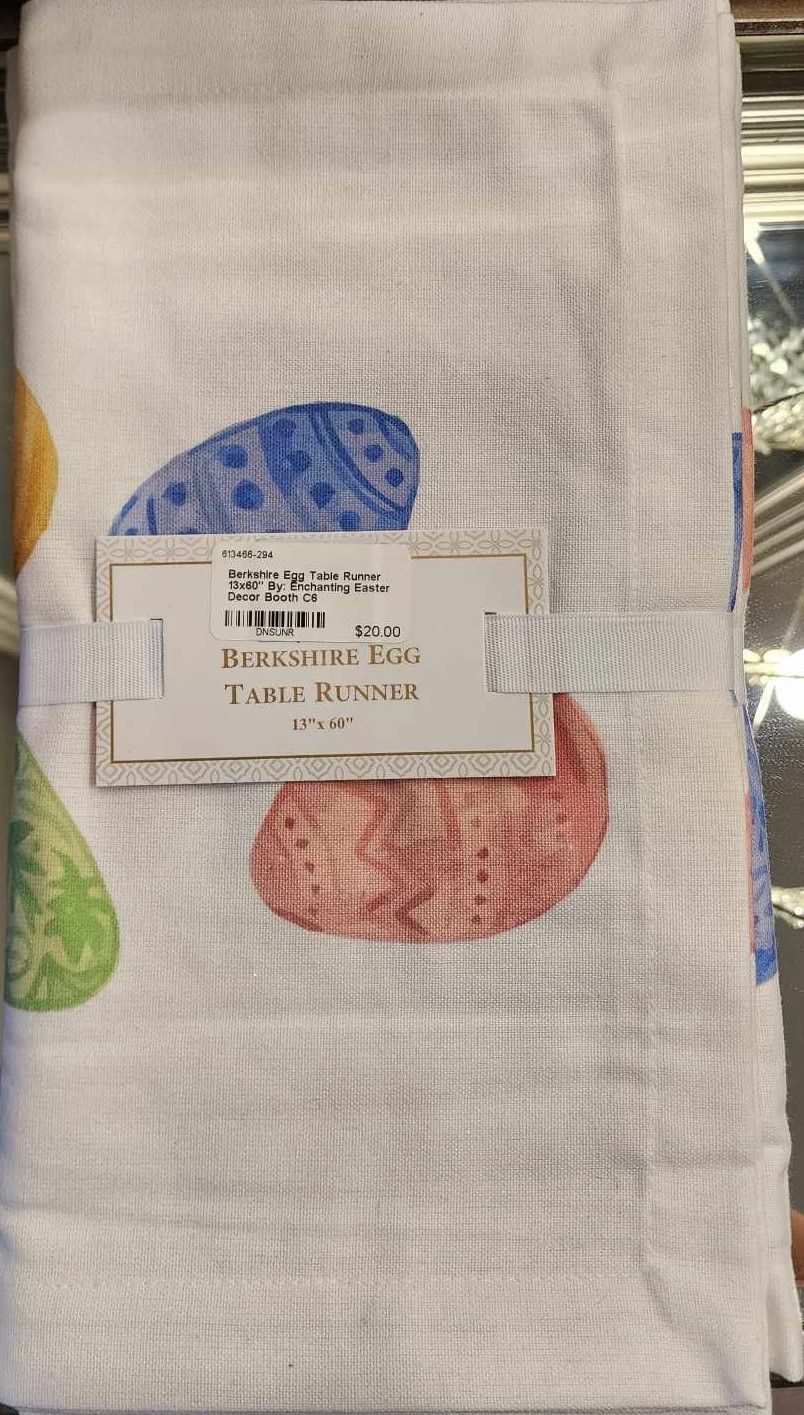 613466-294
Berkshire Egg Table Runner
13x60" By: Enchanting Easter
Decor Booth C6
DNSUNR
$20.00
BERKSHIRE EGG
TABLE RUNNER
13"x 60"